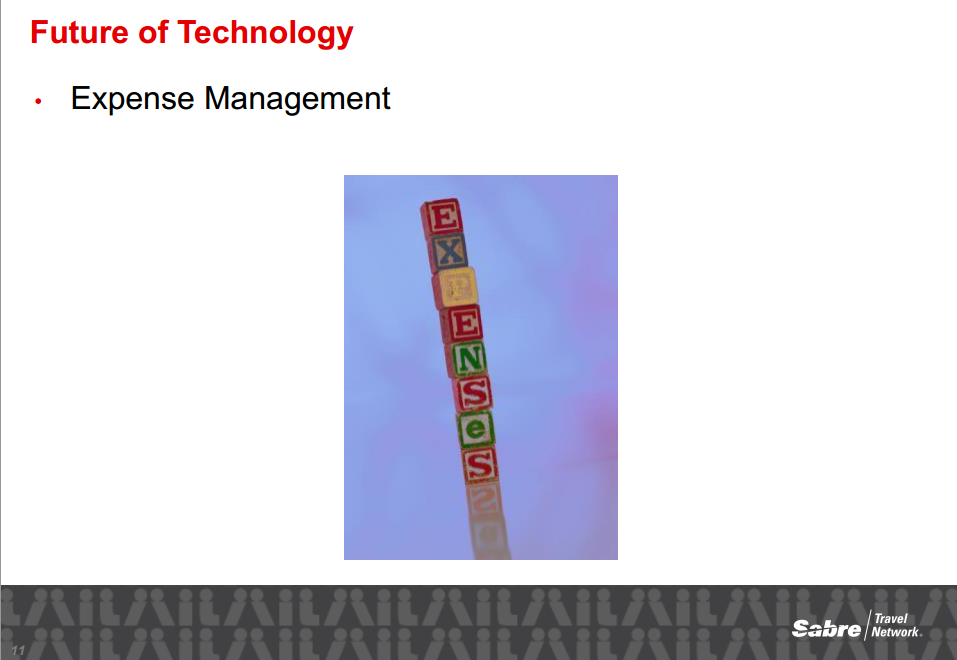 Future of Technology
• Expense Management
E
X
P
E
N
S
e
S
Sabre Travel Network
11